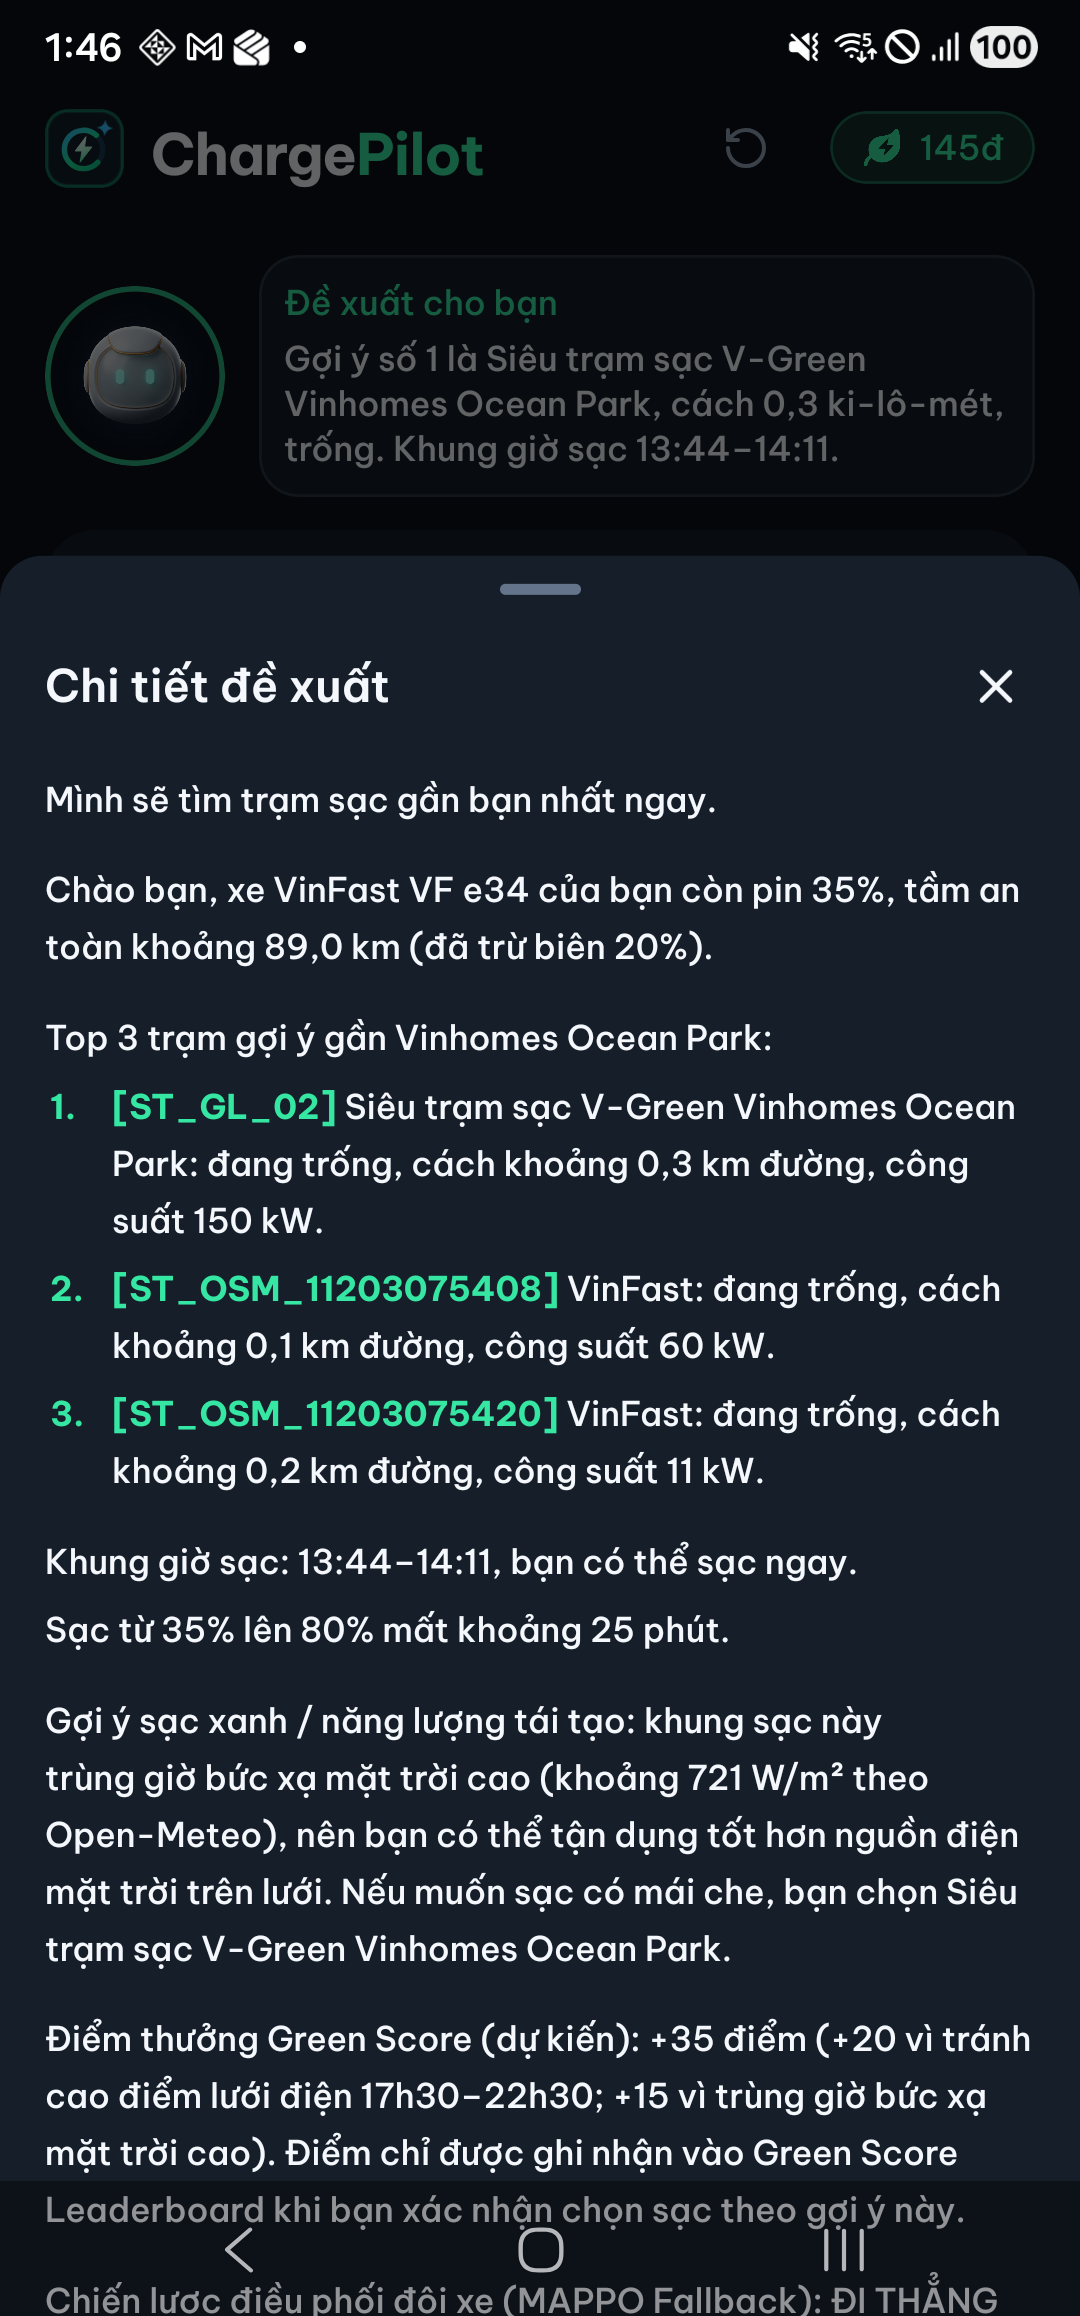 1:46
5
100
ChargePilot
145đ
Đề xuất cho bạn
Gợi ý số 1 là Siêu trạm sạc V-Green
Vinhomes Ocean Park, cách 0,3 ki-lô-mét,
trống. Khung giờ sạc 13:44–14:11.
Chi tiết đề xuất
Mình sẽ tìm trạm sạc gần bạn nhất ngay.
Chào bạn, xe VinFast VF e34 của bạn còn pin 35%, tầm an
toàn khoảng 89,0 km (đã trừ biên 20%).
Top 3 trạm gợi ý gần Vinhomes Ocean Park:
1. [ST_GL_02] Siêu trạm sạc V-Green Vinhomes Ocean
Park: đang trống, cách khoảng 0,3 km đường, công
suất 150 kW.
2. [ST_OSM_11203075408] VinFast: đang trống, cách
khoảng 0,1 km đường, công suất 60 kW.
3. [ST_OSM_11203075420] VinFast: đang trống, cách
khoảng 0,2 km đường, công suất 11 kW.
Khung giờ sạc: 13:44–14:11, bạn có thể sạc ngay.
Sạc từ 35% lên 80% mất khoảng 25 phút.
Gợi ý sạc xanh / năng lượng tái tạo: khung sạc này
trùng giờ bức xạ mặt trời cao (khoảng 721 W/m² theo
Open-Meteo), nên bạn có thể tận dụng tốt hơn nguồn điện
mặt trời trên lưới. Nếu muốn sạc có mái che, bạn chọn Siêu
trạm sạc V-Green Vinhomes Ocean Park.
Điểm thưởng Green Score (dự kiến): +35 điểm (+20 vì tránh
cao điểm lưới điện 17h30–22h30; +15 vì trùng giờ bức xạ
mặt trời cao). Điểm chỉ được ghi nhận vào Green Score
Leaderboard khi bạn xác nhận chọn sạc theo gợi ý này.
Chiến lược điều phối đội xe (MAPPO Fallback): ĐI THẲNG